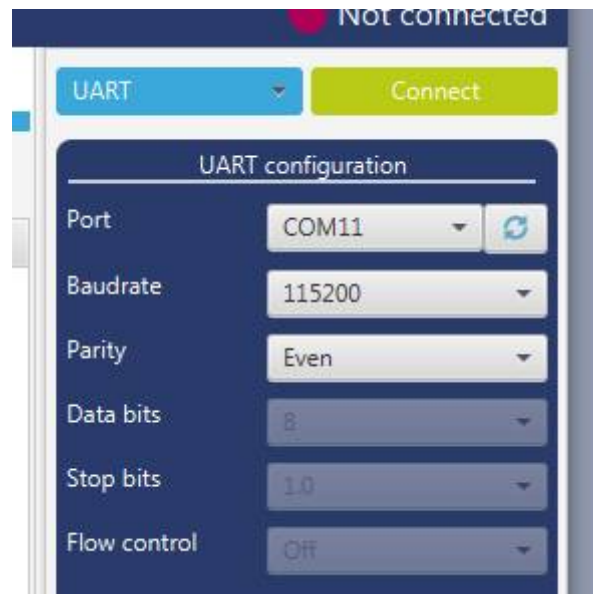 Not connected
UART
Connect
UART configuration
Port
COM11
Baudrate
115200
Parity
Even
Data bits
8
Stop bits
1.0
Flow control
Off